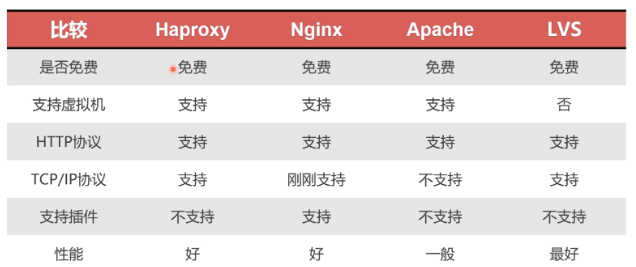 比较 Haproxy Nginx Apache LVS
是否免费 免费 免费 免费 免费
支持虚拟机 支持 支持 支持 否
HTTP协议 支持 支持 支持 支持
TCP/IP协议 支持 刚刚支持 不支持 支持
支持插件 不支持 支持 不支持 不支持
性能 好 好 一般 最好